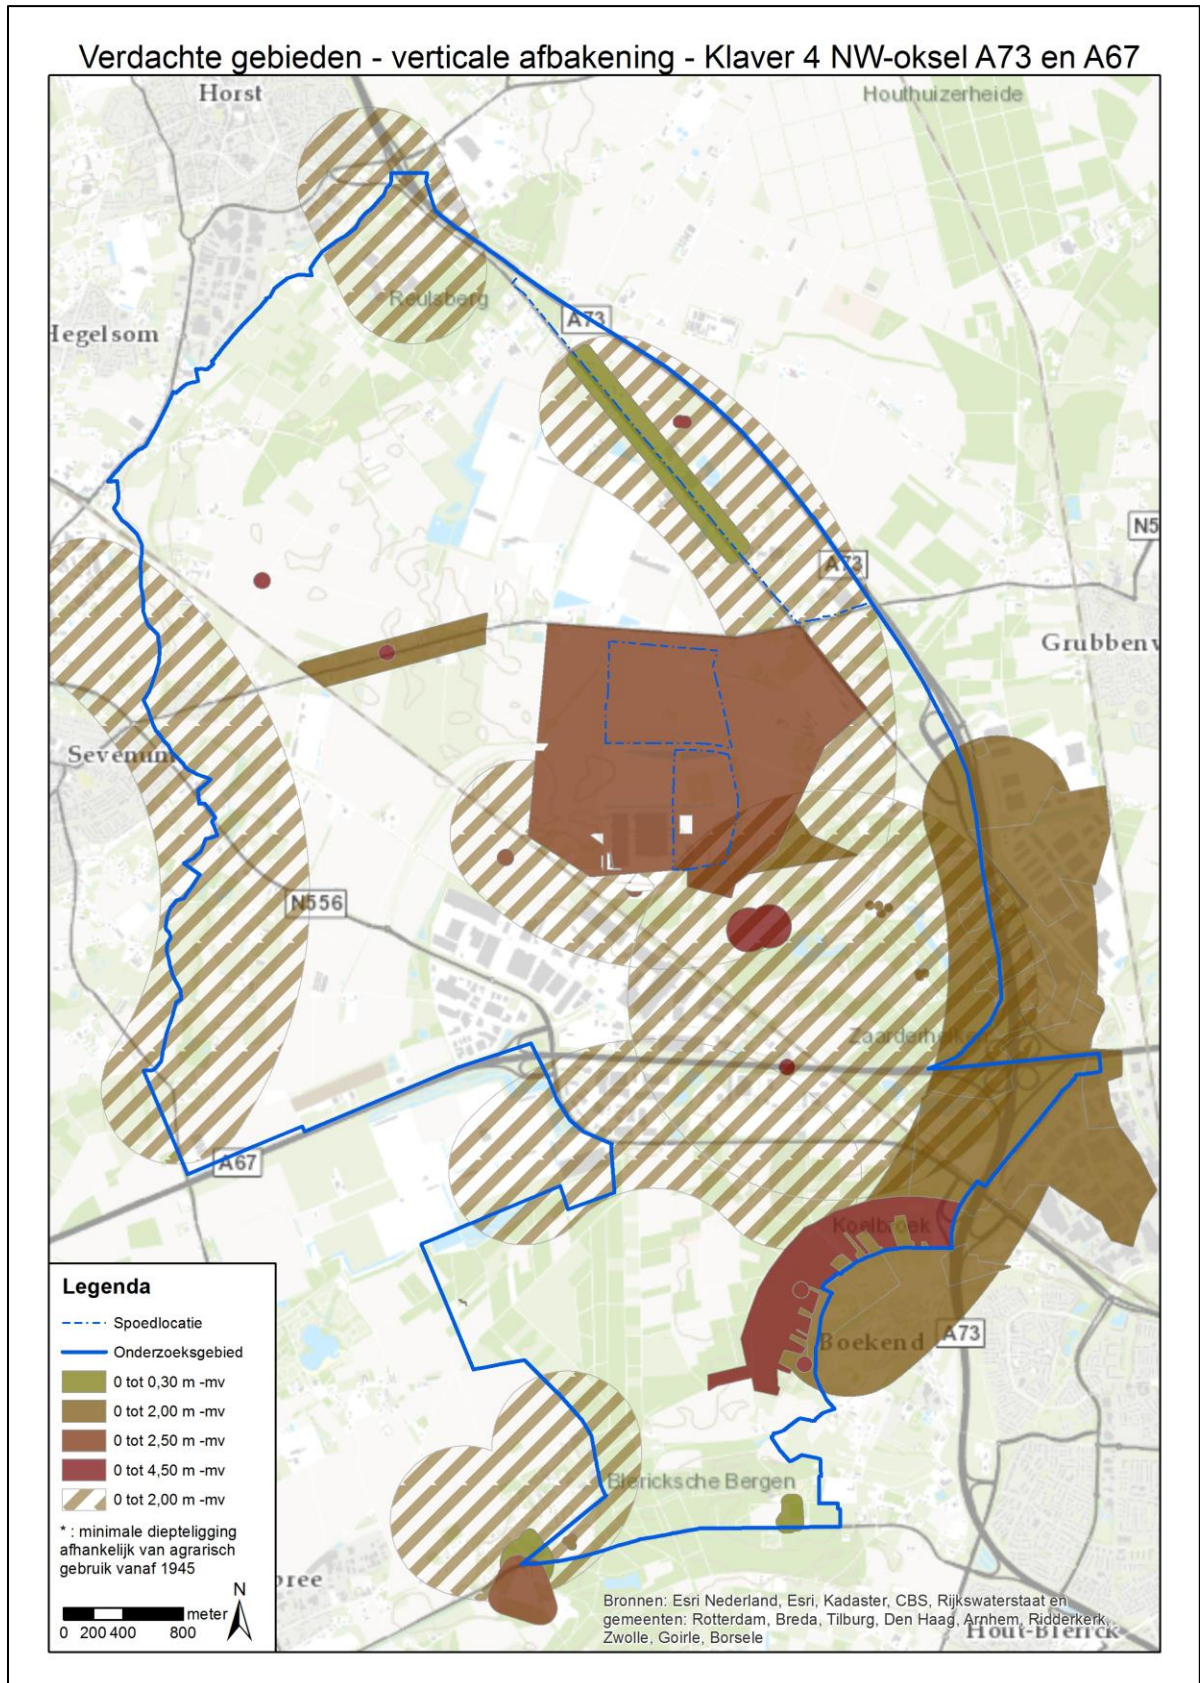 Verdachte gebieden - verticale afbakening - Klaver 4 NW-oksel A73 en A67
Horst
Houthuizerheide
Reulsberg
A73
Hegelsom
N5
A73
Grubbenv
Sevenum
N556
Zaarderheiken
A67
Koelbroek
Boekend
A73
Blericksche Bergen
oree
Hout-Blerick
Legenda
Spoedlocatie
Onderzoeksgebied
0 tot 0,30 m -mv
0 tot 2,00 m -mv
0 tot 2,50 m -mv
0 tot 4,50 m -mv
0 tot 2,00 m -mv
* : minimale diepteligging
afhankelijk van agrarisch
gebruik vanaf 1945
N
meter
0 200 400 800
Bronnen: Esri Nederland, Esri, Kadaster, CBS, Rijkswaterstaat en
gemeenten: Rotterdam, Breda, Tilburg, Den Haag, Arnhem, Ridderkerk,
Zwolle, Goirle, Borsele